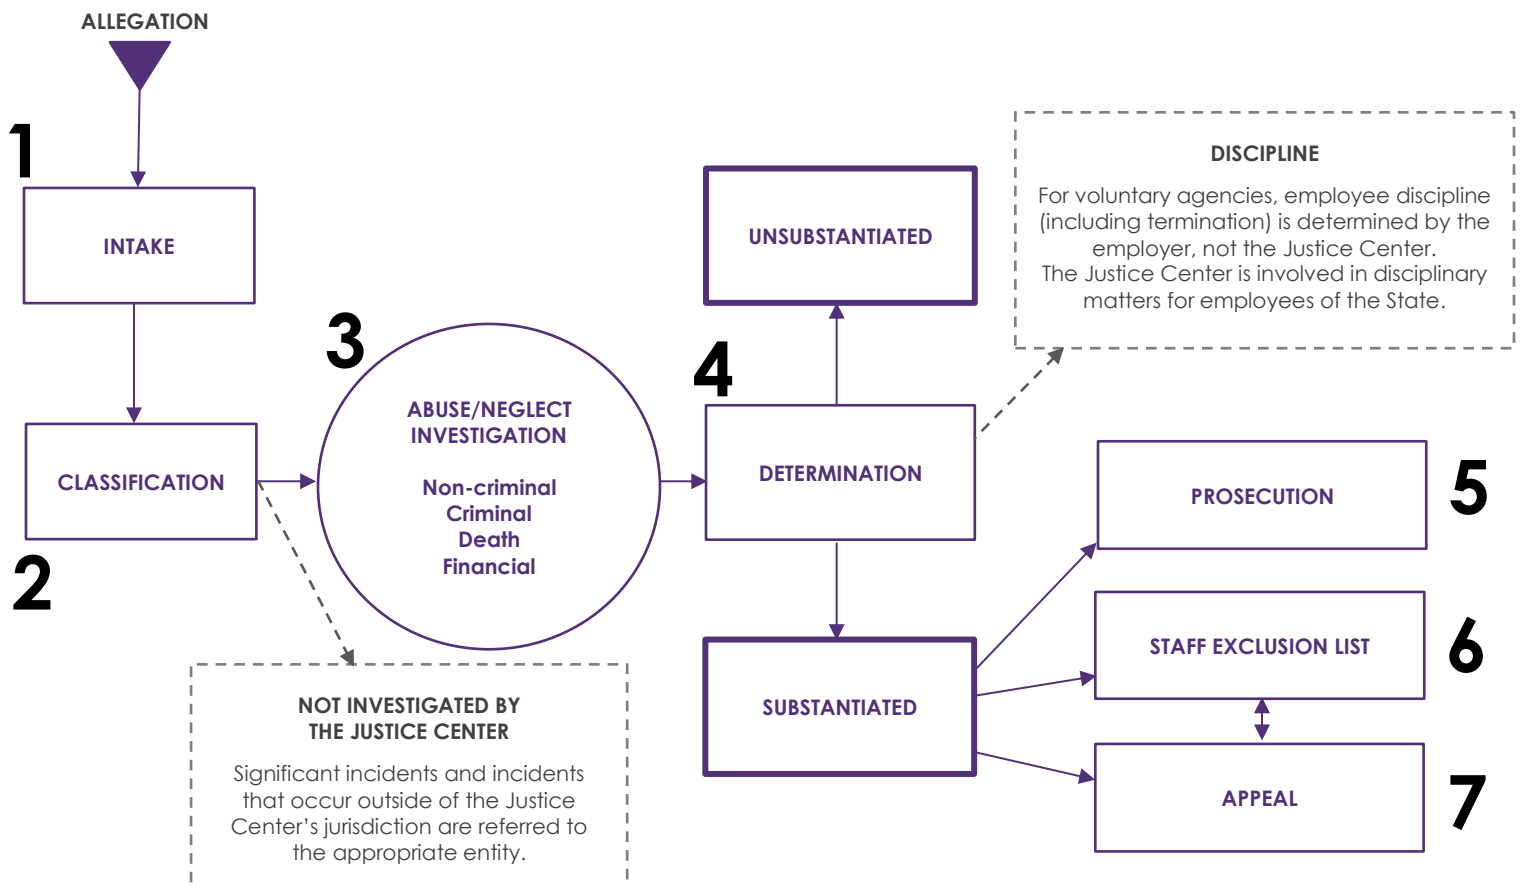 ALLEGATION
1
INTAKE
CLASSIFICATION
2
3
ABUSE/NEGLECT
INVESTIGATION
Non-criminal
Criminal
Death
Financial
NOT INVESTIGATED BY
THE JUSTICE CENTER
Significant incidents and incidents
that occur outside of the Justice
Center’s jurisdiction are referred to
the appropriate entity.
4
DETERMINATION
UNSUBSTANTIATED
SUBSTANTIATED
DISCIPLINE
For voluntary agencies, employee discipline
(including termination) is determined by the
employer, not the Justice Center.
The Justice Center is involved in disciplinary
matters for employees of the State.
PROSECUTION
5
STAFF EXCLUSION LIST
6
APPEAL
7